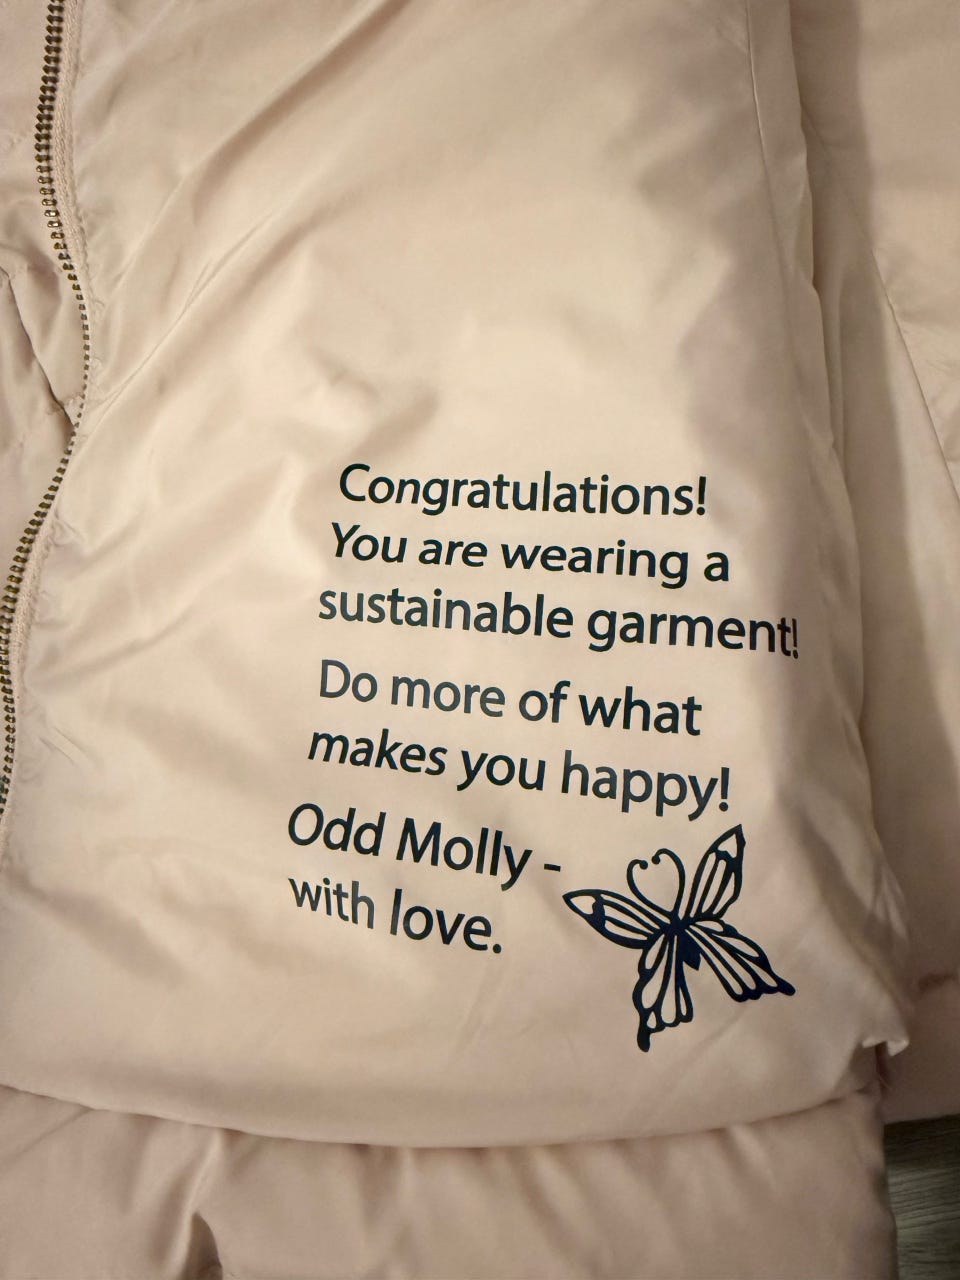 Congratulations!
You are wearing a
sustainable garment!
Do more of what
makes you happy!
Odd Molly -
with love.